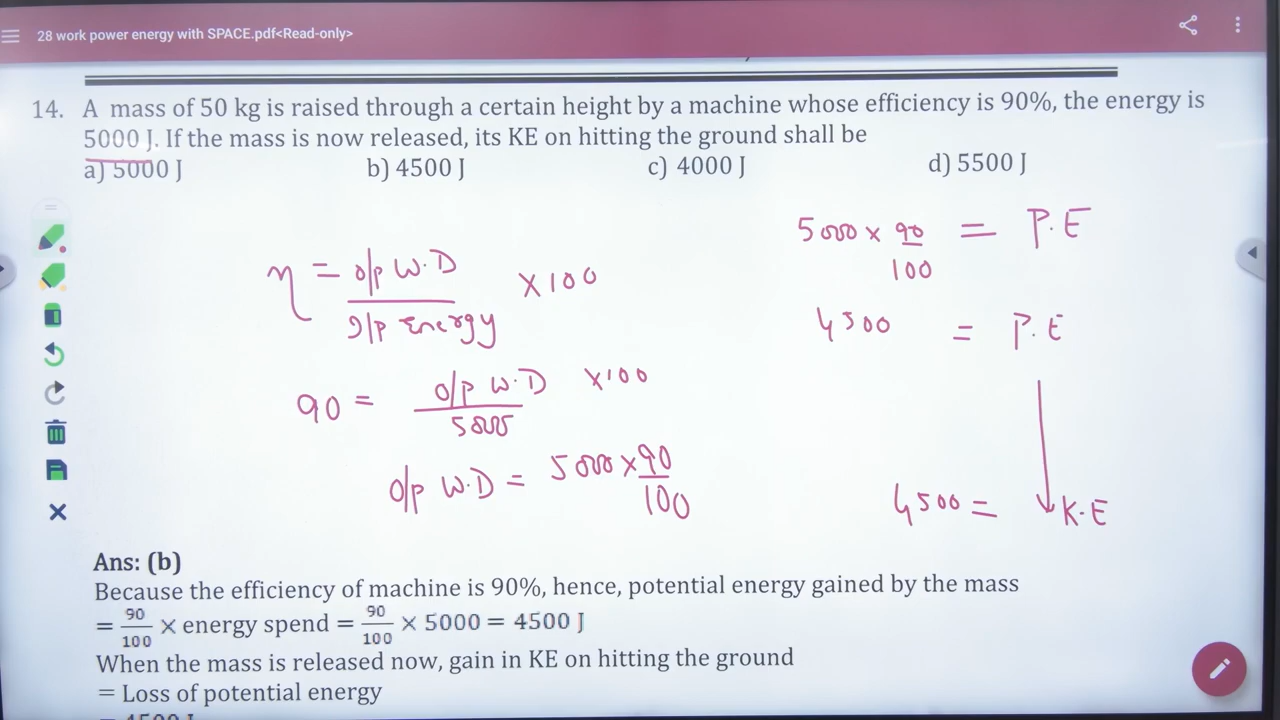 28 work power energy with SPACE.pdf<Read-only>
14. A mass of 50 kg is raised through a certain height by a machine whose efficiency is 90%, the energy is
5000 J. If the mass is now released, its KE on hitting the ground shall be
a) 5000 J b) 4500 J c) 4000 J d) 5500 J
η = o/p W.D / I/p Energy × 100
90 = o/p W.D / 5000 × 100
o/p W.D = 5000 × 90/100
5000 × 90/100 = P.E
4500 = P.E
4500 = K.E
Ans: (b)
Because the efficiency of machine is 90%, hence, potential energy gained by the mass
= 90/100 × energy spend = 90/100 × 5000 = 4500 J
When the mass is released now, gain in KE on hitting the ground
= Loss of potential energy
= 4500 J